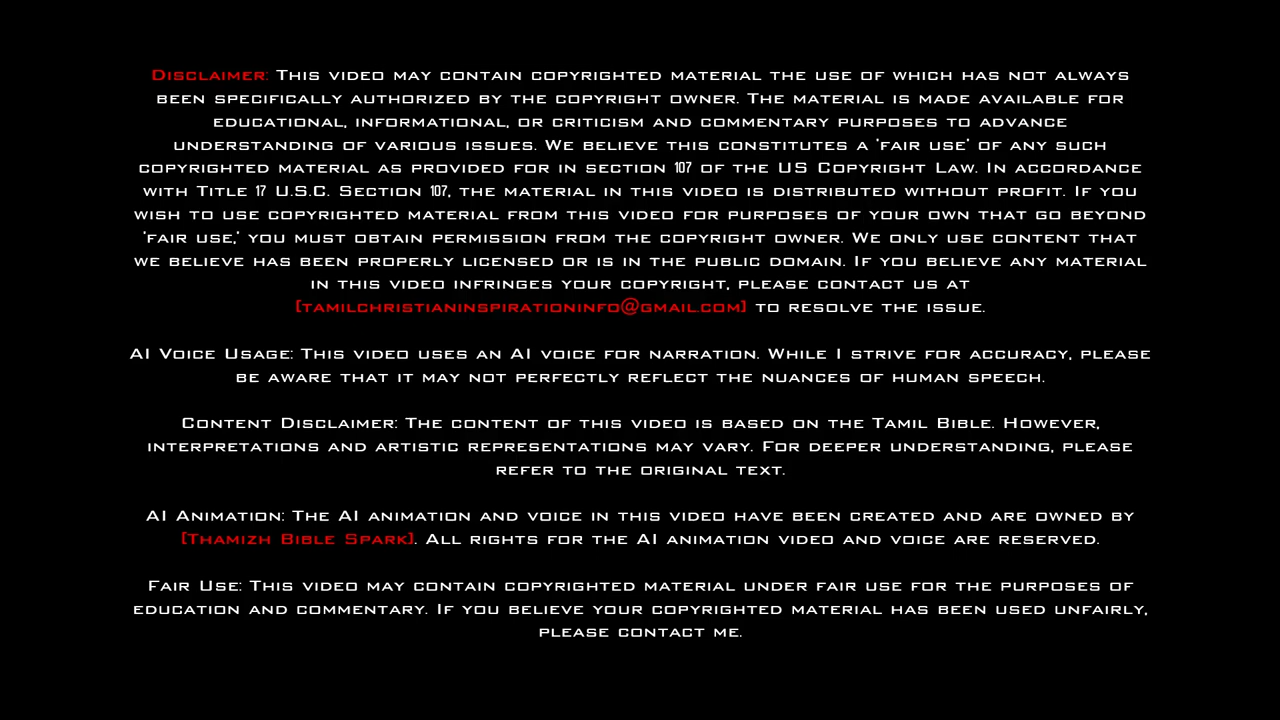 Disclaimer: This video may contain copyrighted material the use of which has not always
been specifically authorized by the copyright owner. The material is made available for
educational, informational, or criticism and commentary purposes to advance
understanding of various issues. We believe this constitutes a 'fair use' of any such
copyrighted material as provided for in section 107 of the US Copyright Law. In accordance
with Title 17 U.S.C. Section 107, the material in this video is distributed without profit. If you
wish to use copyrighted material from this video for purposes of your own that go beyond
'fair use,' you must obtain permission from the copyright owner. We only use content that
we believe has been properly licensed or is in the public domain. If you believe any material
in this video infringes your copyright, please contact us at
[tamilchristianinspirationinfo@gmail.com] to resolve the issue.
AI Voice Usage: This video uses an AI voice for narration. While I strive for accuracy, please
be aware that it may not perfectly reflect the nuances of human speech.
Content Disclaimer: The content of this video is based on the Tamil Bible. However,
interpretations and artistic representations may vary. For deeper understanding, please
refer to the original text.
AI Animation: The AI animation and voice in this video have been created and are owned by
[Thamizh Bible Spark]. All rights for the AI animation video and voice are reserved.
Fair Use: This video may contain copyrighted material under fair use for the purposes of
education and commentary. If you believe your copyrighted material has been used unfairly,
please contact me.